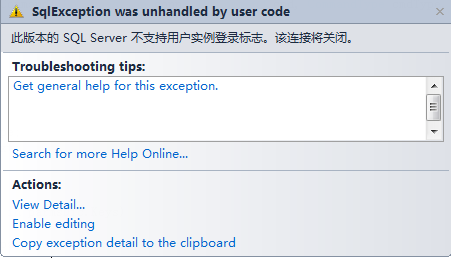 SqlException was unhandled by user code
此版本的 SQL Server 不支持用户实例登录标志。该连接将关闭。
Troubleshooting tips:
Get general help for this exception.
Search for more Help Online...
Actions:
View Detail...
Enable editing
Copy exception detail to the clipboard